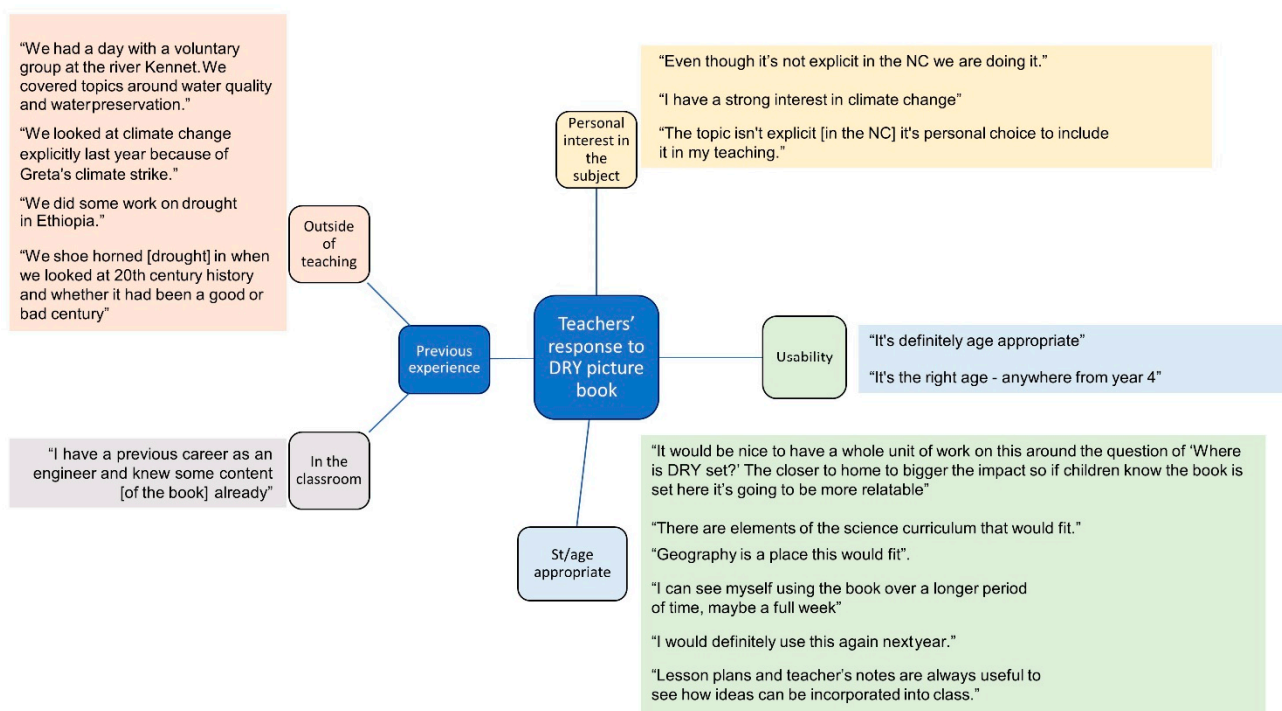 “We had a day with a voluntary
group at the river Kennet. We
covered topics around water quality
and waterpreservation.”
“We looked at climate change
explicitly last year because of
Greta's climate strike.”
“We did some work on drought
in Ethiopia.”
“We shoe horned [drought] in when
we looked at 20th century history
and whether it had been a good or
bad century”
Outside
of
teaching
Personal
interest in
the
subject
“Even though it’s not explicit in the NC we are doing it.”
“I have a strong interest in climate change”
“The topic isn't explicit [in the NC] it's personal choice to include
it in my teaching.”
Previous
experience
Teachers’
response to
DRY picture
book
Usability
“It's definitely age appropriate”
“It's the right age - anywhere from year 4”
“I have a previous career as an
engineer and knew some content
[of the book] already”
In the
classroom
St/age
appropriate
“It would be nice to have a whole unit of work on this around the question of ‘Where
is DRY set?’ The closer to home to bigger the impact so if children know the book is
set here it’s going to be more relatable”
“There are elements of the science curriculum that would fit.”
“Geography is a place this would fit”.
“I can see myself using the book over a longer period
of time, maybe a full week”
“I would definitely use this again nextyear.”
“Lesson plans and teacher’s notes are always useful to
see how ideas can be incorporated into class.”